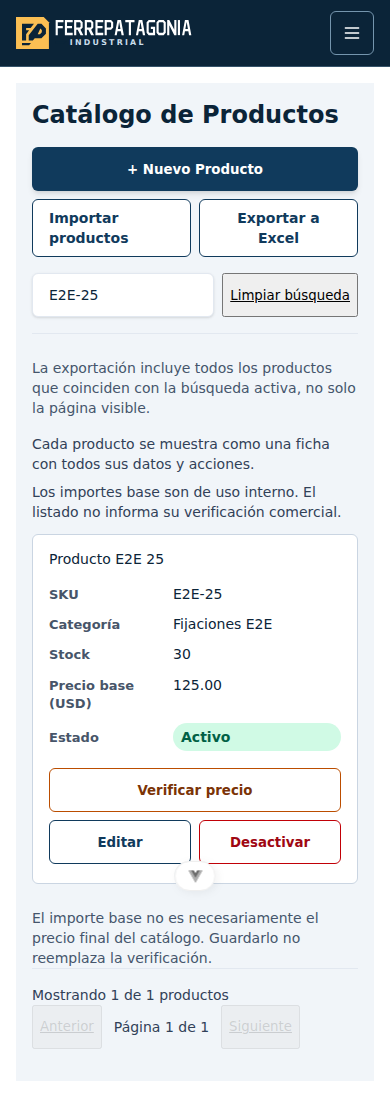 FERREPATAGONIA
INDUSTRIAL
Catálogo de Productos
+ Nuevo Producto
Importar
productos
Exportar a
Excel
E2E-25
Limpiar búsqueda
La exportación incluye todos los productos
que coinciden con la búsqueda activa, no solo
la página visible.
Cada producto se muestra como una ficha
con todos sus datos y acciones.
Los importes base son de uso interno. El
listado no informa su verificación comercial.
Producto E2E 25
SKU E2E-25
Categoría Fijaciones E2E
Stock 30
Precio base 125.00
(USD)
Estado Activo
Verificar precio
Editar Desactivar
El importe base no es necesariamente el
precio final del catálogo. Guardarlo no
reemplaza la verificación.
Mostrando 1 de 1 productos
Anterior Página 1 de 1 Siguiente